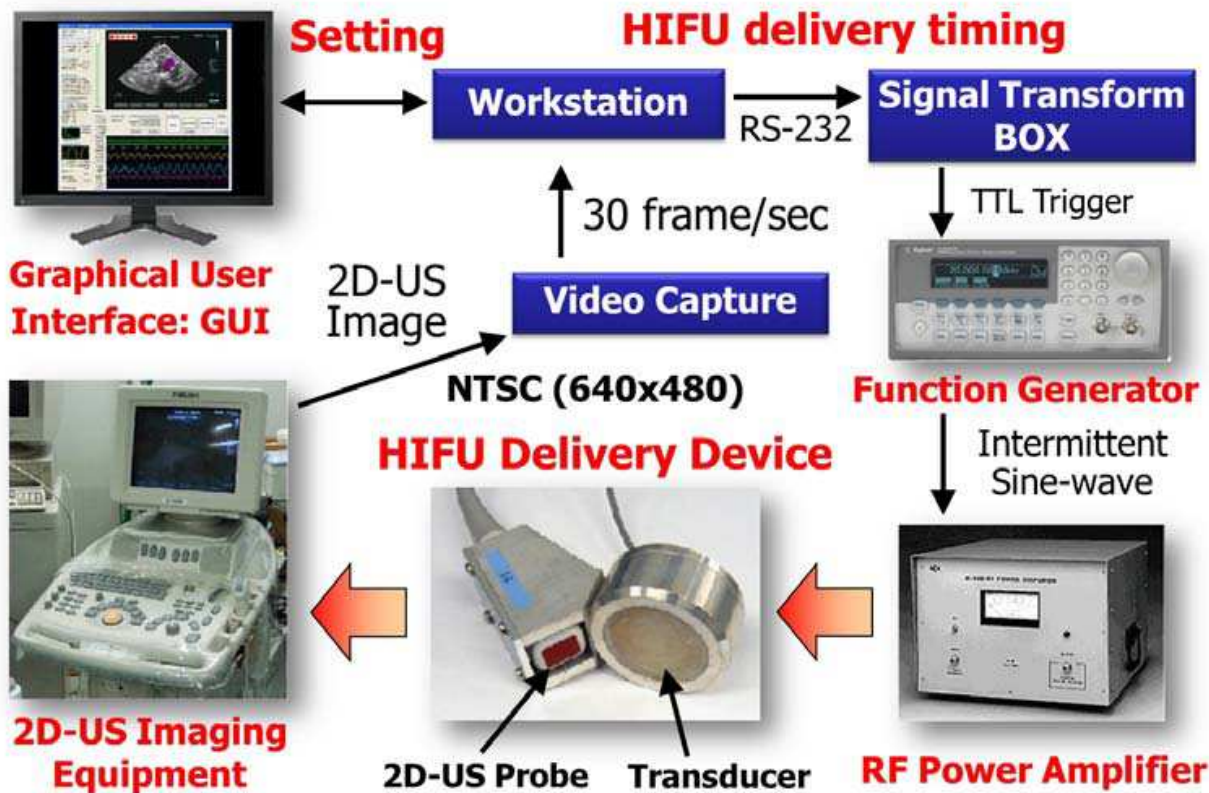 Setting
HIFU delivery timing
Workstation
RS-232
Signal Transform
BOX
TTL Trigger
30 frame/sec
Graphical User
Interface: GUI
2D-US
Image
Video Capture
NTSC (640x480)
Function Generator
Intermittent
Sine-wave
HIFU Delivery Device
2D-US Imaging
Equipment
2D-US Probe
Transducer
RF Power Amplifier